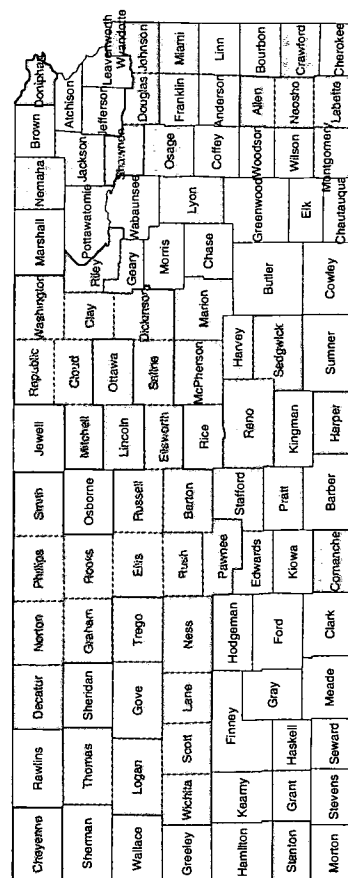 Cheyenne
Rawlins
Decatur
Norton
Phillips
Smith
Jewell
Republic
Washington
Marshall
Nemaha
Brown
Doniphan
Sherman
Thomas
Sheridan
Graham
Rooks
Osborne
Mitchell
Cloud
Clay
Riley
Pottawatomie
Jackson
Atchison
Jefferson
Leavenworth
Wyandotte
Wallace
Logan
Gove
Trego
Ellis
Russell
Lincoln
Ottawa
Saline
Dickinson
Geary
Wabaunsee
Shawnee
Douglas
Johnson
Greeley
Wichita
Scott
Lane
Ness
Rush
Barton
Ellsworth
Rice
McPherson
Marion
Morris
Chase
Lyon
Osage
Coffey
Franklin
Anderson
Miami
Linn
Hamilton
Kearny
Finney
Hodgeman
Pawnee
Edwards
Stafford
Reno
Harvey
Sedgwick
Butler
Greenwood
Woodson
Allen
Bourbon
Stanton
Grant
Haskell
Gray
Ford
Kiowa
Pratt
Kingman
Elk
Wilson
Neosho
Crawford
Morton
Stevens
Seward
Meade
Clark
Comanche
Barber
Harper
Sumner
Cowley
Chautauqua
Montgomery
Labette
Cherokee